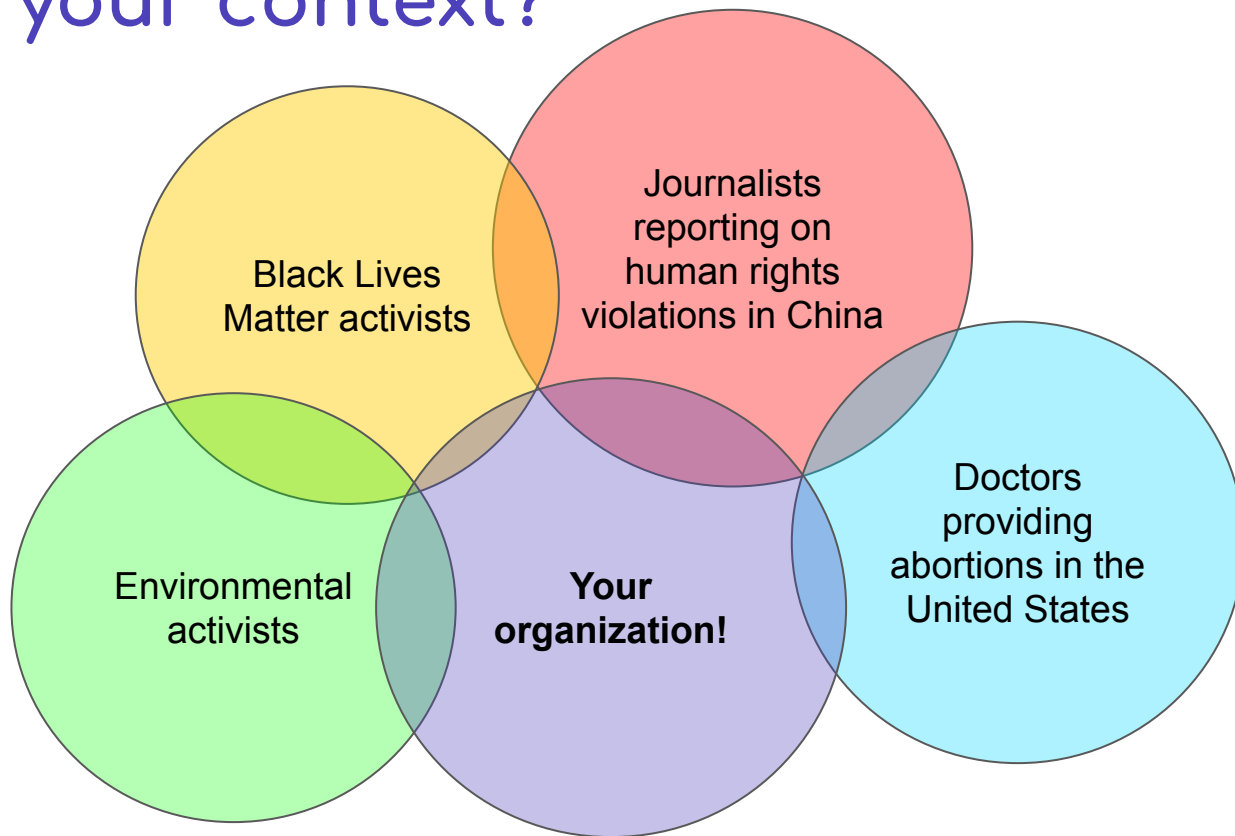 your context?
Journalists
reporting on
human rights
violations in China
Black Lives
Matter activists
Doctors
providing
abortions in the
United States
Environmental
activists
Your
organization!